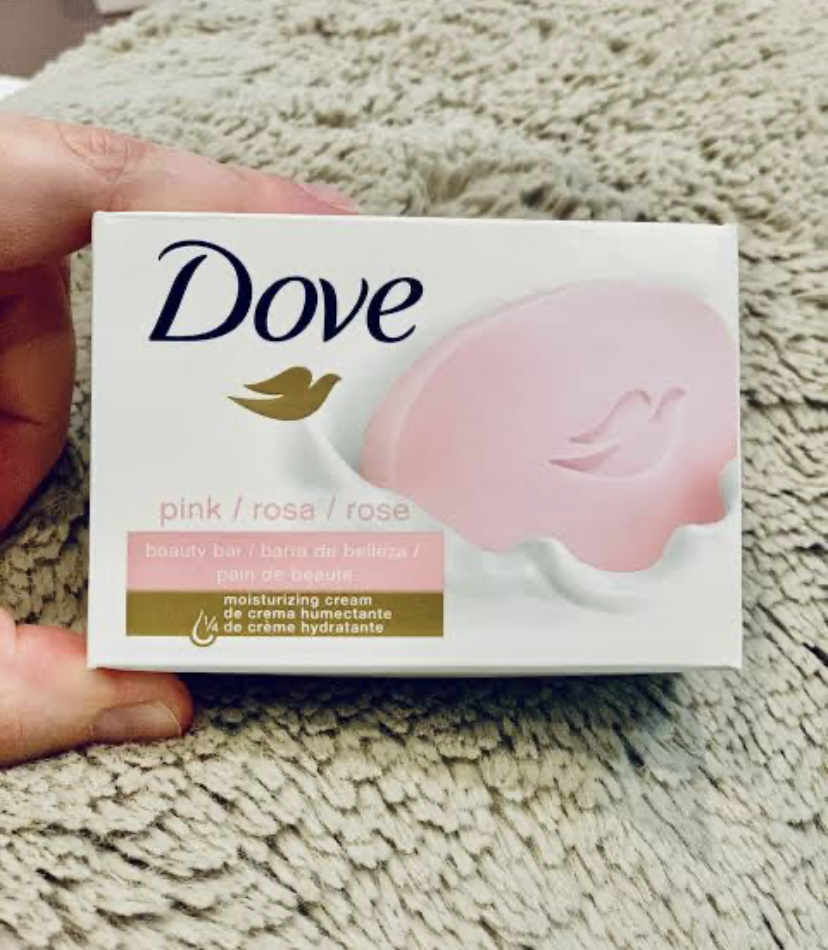 Dove
pink / rosa / rose
beauty bar / barra de belleza /
pain de beauté
moisturizing cream
de crema humectante
¼ de crème hydratante